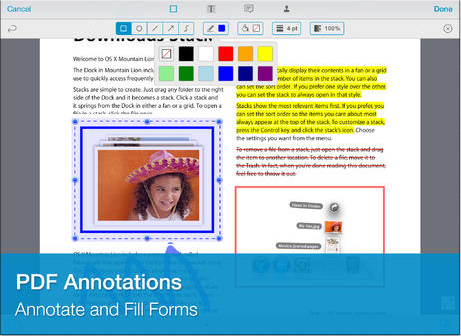 Cancel
Done
4 pt
100%
Downloads Stack
Welcome to OS X Mountain Lion
The Dock in Mountain Lion
use to quickly access frequently
Stacks are simple to create. Just drag any folder to the right
side of the Dock and it becomes a stack. Click a stack and
it springs from the Dock in either a fan or a grid. To open a
file in a stack, click the file once.
cally display their contents in a fan or a grid
number of items in the stack. You can also
set the sort order. If you prefer one style over the other
you can set the stack to always open in that style.
Stacks show the most relevant items first. If you prefer, you
can set the sort order so the items you care about most
always appear at the top of the stack. To customize a stack,
press the Control key and click the stack's icon. Choose
the settings you want from the menu.
To remove a file from a stack, just open the stack and drag
the item to another location. To delete a file, move it to
the Trash. In fact, when you're done reading this document,
feel free to throw it out.
Open in Finder
PDF Annotations
Annotate and Fill Forms